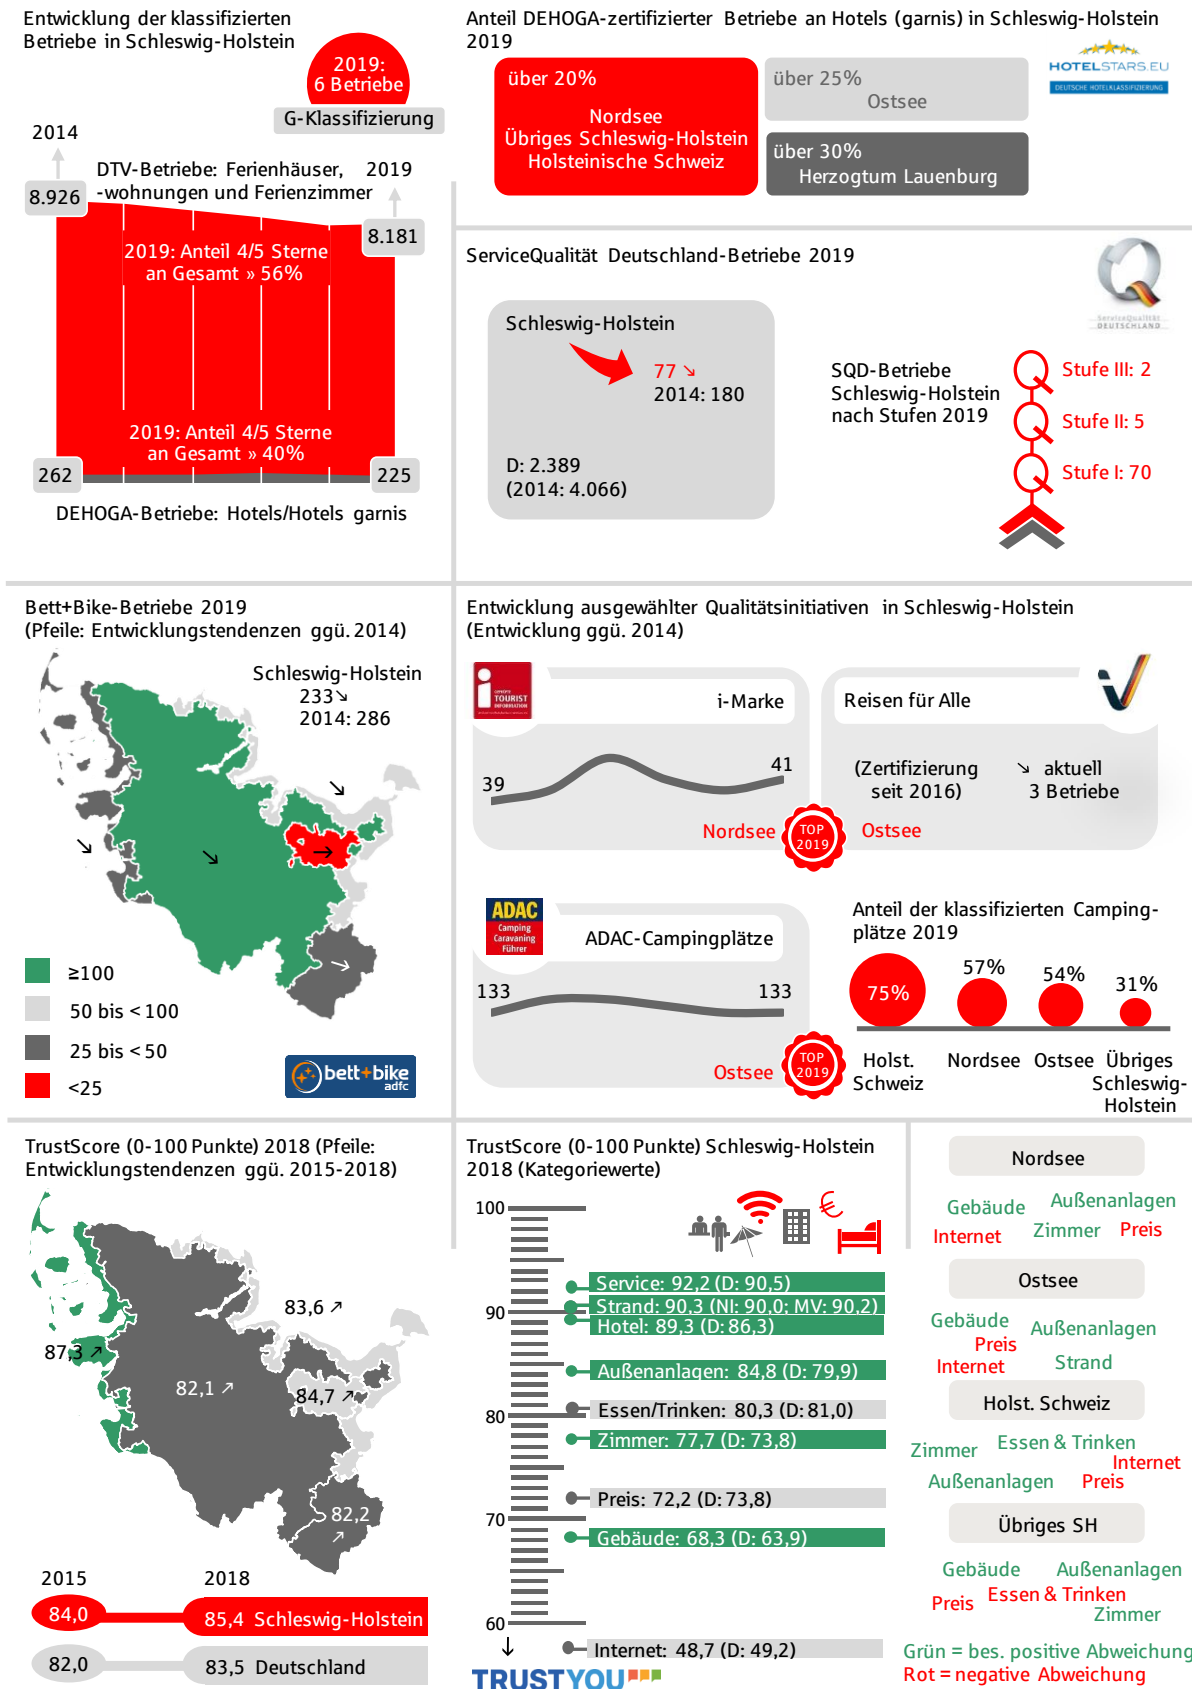 Entwicklung der klassifizierten
Betriebe in Schleswig-Holstein
2019:
6 Betriebe
G-Klassifizierung
2014
DTV-Betriebe: Ferienhäuser,
-wohnungen und Ferienzimmer
2019
8.926
8.181
2019: Anteil 4/5 Sterne
an Gesamt » 56%
2019: Anteil 4/5 Sterne
an Gesamt » 40%
262
225
DEHOGA-Betriebe: Hotels/Hotels garnis
Anteil DEHOGA-zertifizierter Betriebe an Hotels (garnis) in Schleswig-Holstein
2019
über 20%
Nordsee
Übriges Schleswig-Holstein
Holsteinische Schweiz
über 25%
Ostsee
über 30%
Herzogtum Lauenburg
HOTELSTARS.EU
DEUTSCHE HOTELKLASSIFIZIERUNG
ServiceQualität Deutschland-Betriebe 2019
Schleswig-Holstein
77 ↘
2014: 180
D: 2.389
(2014: 4.066)
ServiceQualität
DEUTSCHLAND
SQD-Betriebe
Schleswig-Holstein
nach Stufen 2019
Stufe III: 2
Stufe II: 5
Stufe I: 70
Bett+Bike-Betriebe 2019
(Pfeile: Entwicklungstendenzen ggü. 2014)
Schleswig-Holstein
233↘
2014: 286
≥100
50 bis <100
25 bis <50
<25
bett+bike
adfc
Entwicklung ausgewählter Qualitätsinitiativen in Schleswig-Holstein
(Entwicklung ggü. 2014)
i
TOURIST
INFORMATION
i-Marke
39
41
Nordsee
TOP
2019
Ostsee
Reisen für Alle
(Zertifizierung
seit 2016)
↘ aktuell
3 Betriebe
ADAC
Camping
Caravaning
Führer
ADAC-Campingplätze
133
133
Ostsee
TOP
2019
Anteil der klassifizierten Camping-
plätze 2019
75%
57%
54%
31%
Holst.
Schweiz
Nordsee
Ostsee
Übriges
Schleswig-
Holstein
TrustScore (0-100 Punkte) 2018 (Pfeile:
Entwicklungstendenzen ggü. 2015-2018)
83,6 ↗
87,3 ↗
82,1 ↗
84,7 ↗
82,2
↗
2015
2018
84,0
85,4 Schleswig-Holstein
82,0
83,5 Deutschland
TrustScore (0-100 Punkte) Schleswig-Holstein
2018 (Kategoriewerte)
100
90
80
70
60
€
Service: 92,2 (D: 90,5)
Strand: 90,3 (NI: 90,0; MV: 90,2)
Hotel: 89,3 (D: 86,3)
Außenanlagen: 84,8 (D: 79,9)
Essen/Trinken: 80,3 (D: 81,0)
Zimmer: 77,7 (D: 73,8)
Preis: 72,2 (D: 73,8)
Gebäude: 68,3 (D: 63,9)
Internet: 48,7 (D: 49,2)
TRUSTYOU
Nordsee
Gebäude
Außenanlagen
Internet
Zimmer
Preis
Ostsee
Gebäude
Außenanlagen
Preis
Internet
Strand
Holst. Schweiz
Zimmer
Essen & Trinken
Internet
Außenanlagen
Preis
Übriges SH
Gebäude
Außenanlagen
Preis
Essen & Trinken
Zimmer
Grün = bes. positive Abweichung
Rot = negative Abweichung